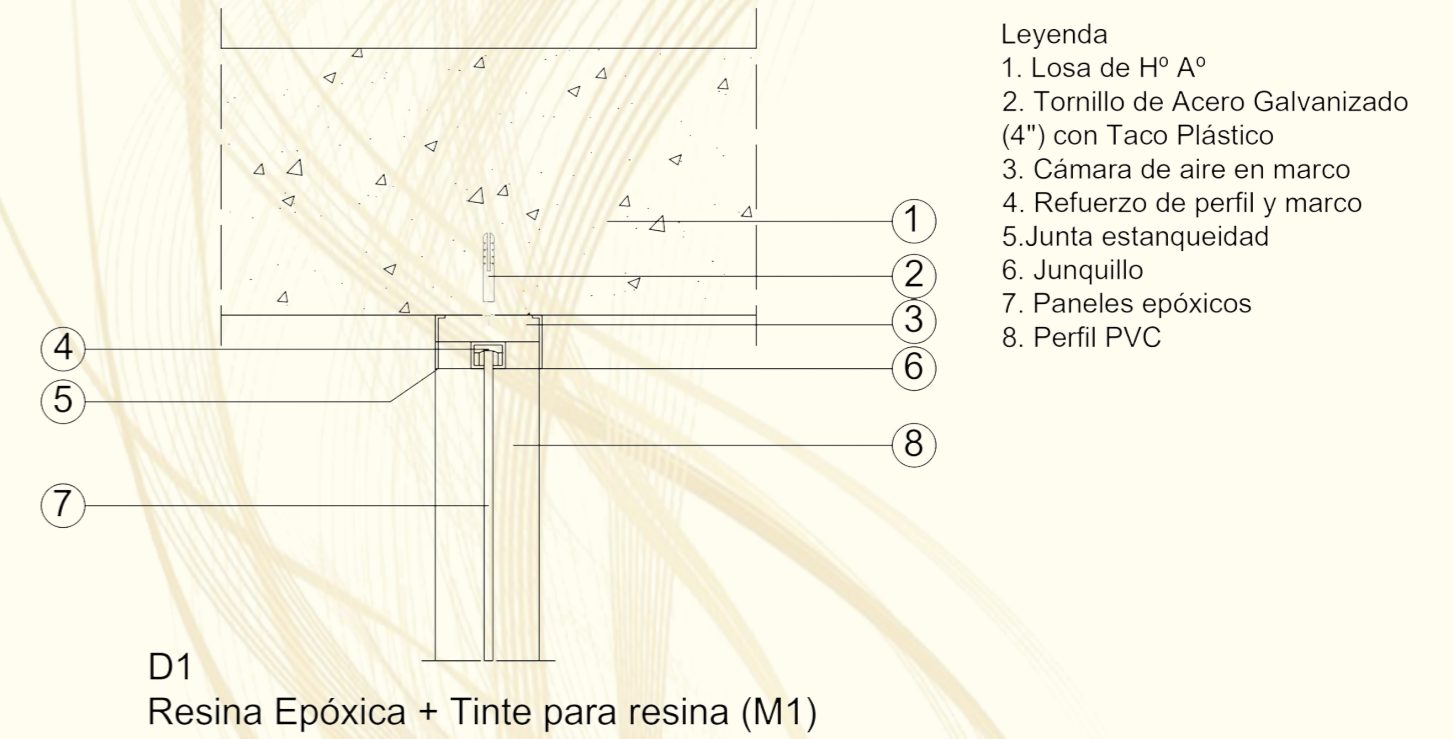 Leyenda
1. Losa de Hº Aº
2. Tornillo de Acero Galvanizado
(4") con Taco Plástico
3. Cámara de aire en marco
4. Refuerzo de perfil y marco
5.Junta estanqueidad
6. Junquillo
7. Paneles epóxicos
8. Perfil PVC
1
2
3
4
6
5
8
7
D1
Resina Epóxica + Tinte para resina (M1)